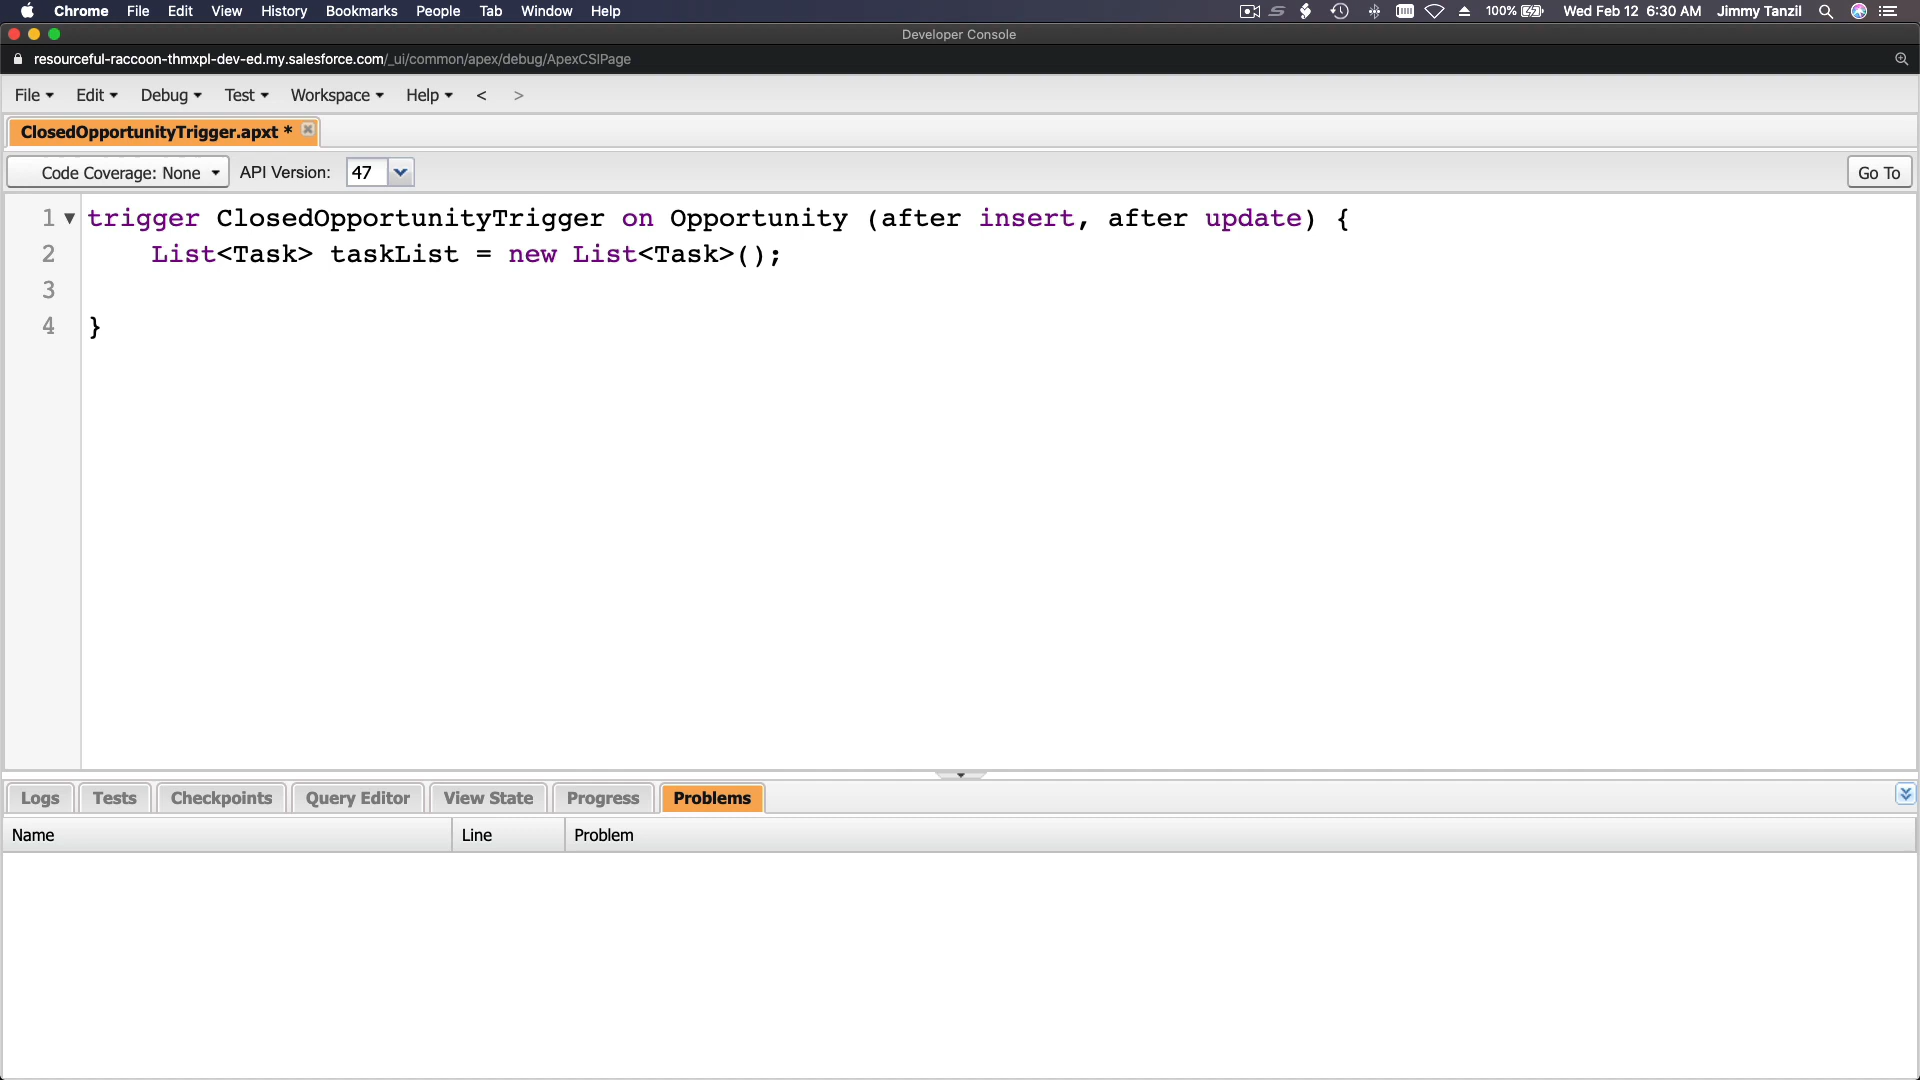 Chrome File Edit View History Bookmarks People Tab Window Help 100% Wed Feb 12 6:30 AM Jimmy Tanzil
Developer Console
resourceful-raccoon-thmxpl-dev-ed.my.salesforce.com/_ui/common/apex/debug/ApexCSIPage
File Edit Debug Test Workspace Help < >
ClosedOpportunityTrigger.apxt *
Code Coverage: None API Version: 47 Go To
1 trigger ClosedOpportunityTrigger on Opportunity (after insert, after update) {
2 List<Task> taskList = new List<Task>();
3
4 }
Logs Tests Checkpoints Query Editor View State Progress Problems
Name Line Problem